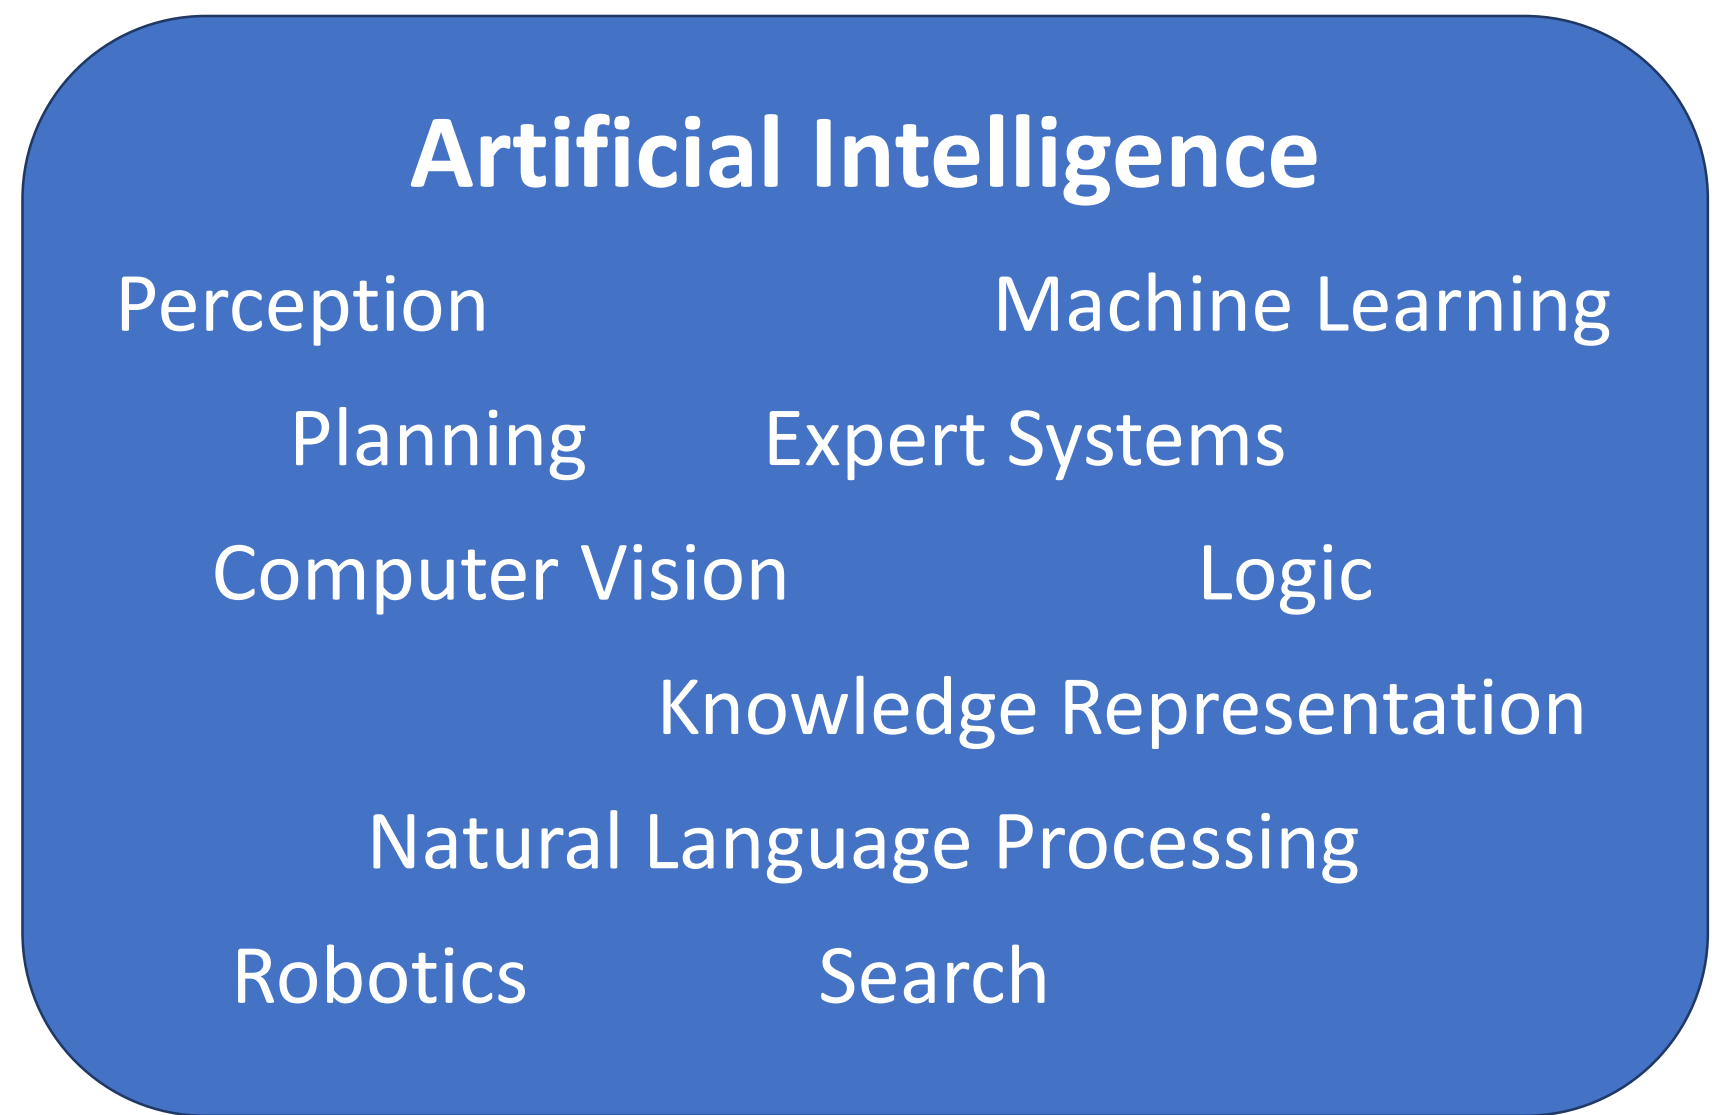 Artificial Intelligence
Perception Machine Learning
Planning Expert Systems
Computer Vision Logic
Knowledge Representation
Natural Language Processing
Robotics Search